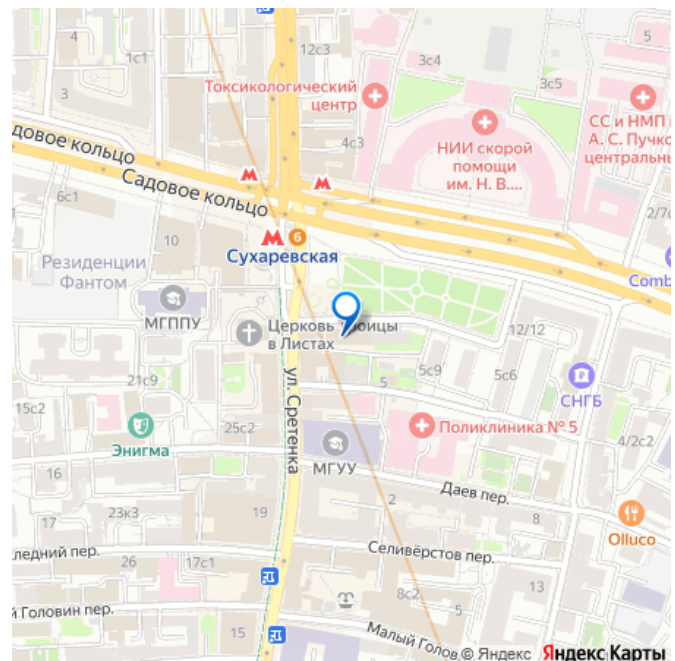 4
1с1
3
12с3
3с4
5
3с5
Токсикологический
центр
4с3
НИИ скорой
помощи
им. Н. В....
СС и НМП
А. С. Пучко
центральны
довое кольцо
Садовое кольцо
6с1
10
6
Сухаревская
2/7с
Comb
Резиденции
Фантом
МГППУ
Церковь Троицы
в Листах
12/12
5с9
5с6
5
СНГБ
21с9
15с2
25с2
Энигма
ул. Сретенка
МГУУ
Поликлиника № 5
4/2с2
16
Даев пер.
2
17
23к3
19
8
Olluco
ледний пер.
26
17с1
Селивёрстов пер.
13
й Головин пер.
8с2
5
15
Малый Голов
© Яндекс
Яндекс Карты